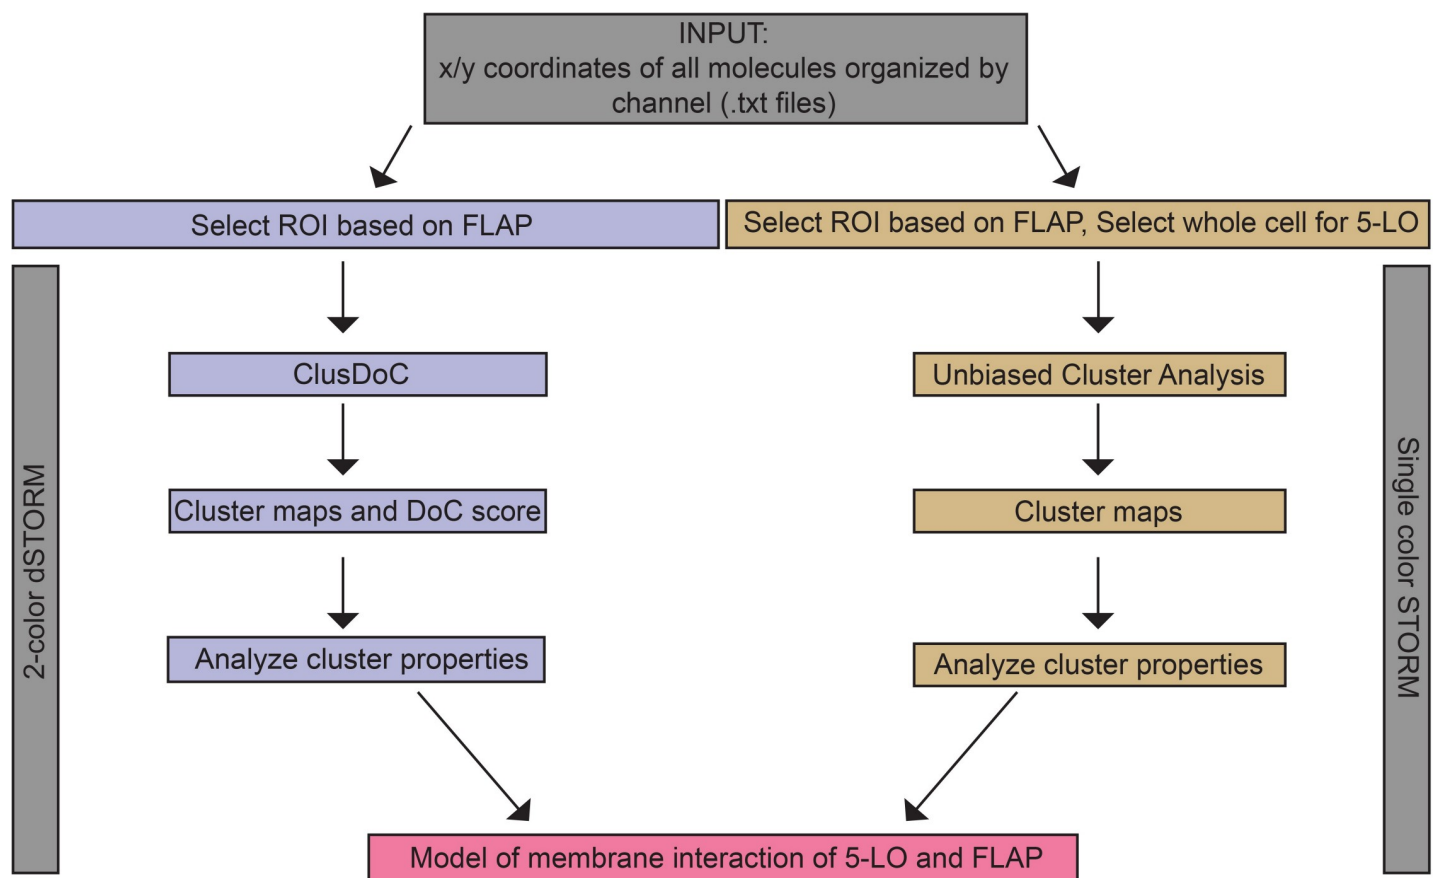 INPUT:
x/y coordinates of all molecules organized by
channel (.txt files)
Select ROI based on FLAP
Select ROI based on FLAP, Select whole cell for 5-LO
2-color dSTORM
ClusDoC
Cluster maps and DoC score
Analyze cluster properties
Unbiased Cluster Analysis
Cluster maps
Analyze cluster properties
Single color STORM
Model of membrane interaction of 5-LO and FLAP